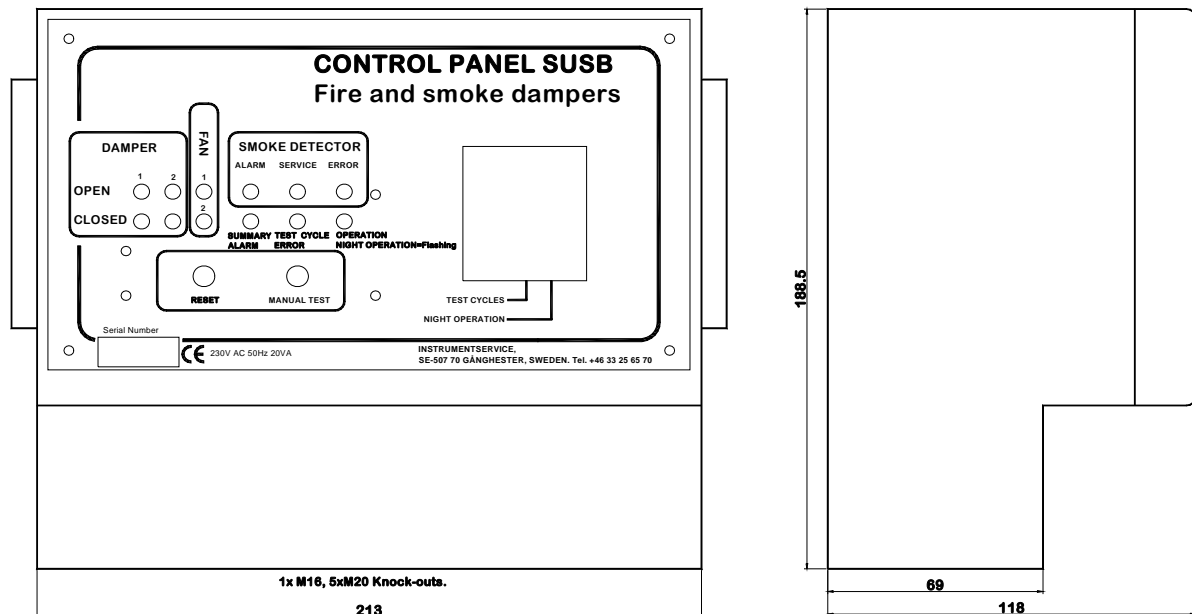 CONTROL PANEL SUSB
Fire and smoke dampers
FAN
DAMPER
SMOKE DETECTOR
ALARM SERVICE ERROR
1 2 1
OPEN
CLOSED
2
SUMMARY ALARM
TEST CYCLE ERROR
OPERATION
NIGHT OPERATION=Flashing
RESET
MANUAL TEST
TEST CYCLES
NIGHT OPERATION
Serial Number
CE 230V AC 50Hz 20VA
INSTRUMENTSERVICE,
SE-507 70 GÅNGHESTER, SWEDEN. Tel. +46 33 25 65 70
1x M16, 5xM20 Knock-outs.
213
188.5
69
118